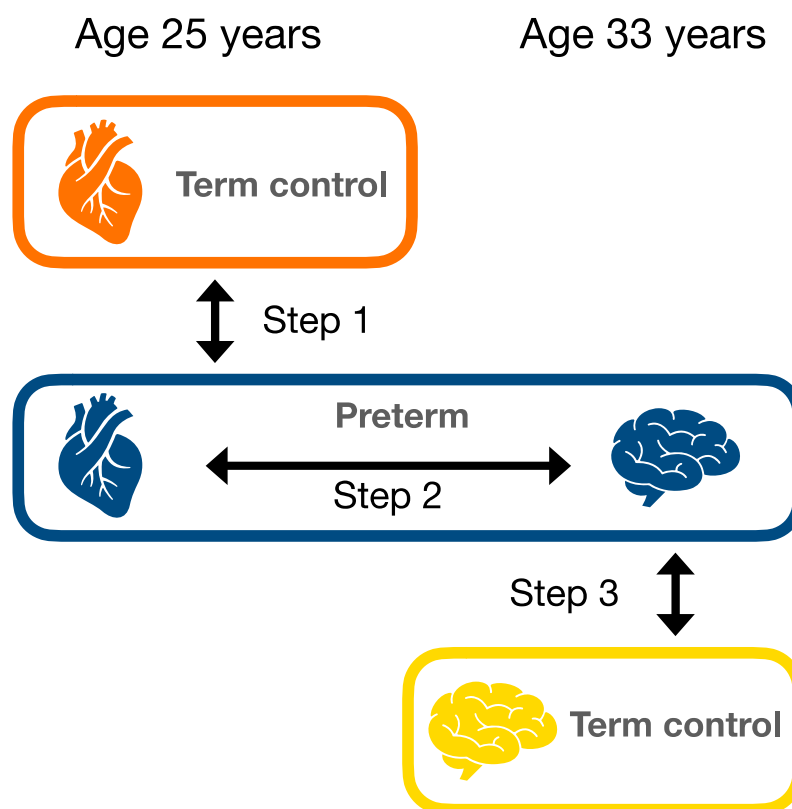 Age 25 years
Age 33 years
Term control
Step 1
Preterm
Step 2
Step 3
Term control